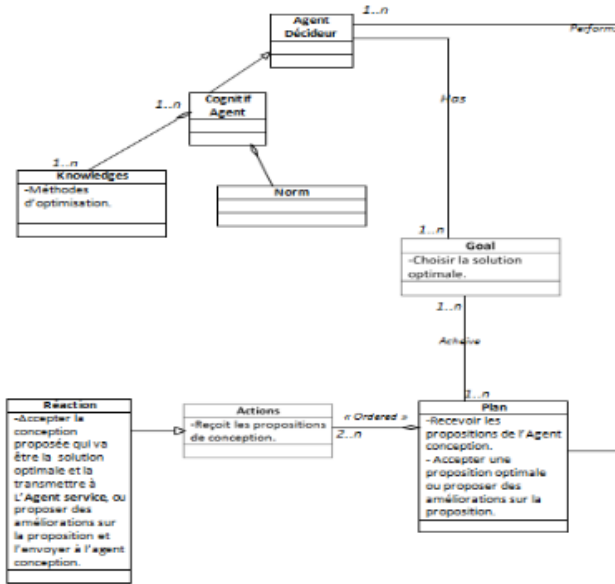 Agent
Décideur
1..n
Perform
Has
Cognitif
Agent
1..n
1..n
Knowledges
-Méthodes
d'optimisation.
Norm
1..n
Goal
-Choisir la solution
optimale.
1..n
Acheive
1..n
Réaction
-Accepter la
conception
proposée qui va
être la solution
optimale et la
transmettre à
L'Agent service, ou
proposer des
améliorations sur
la proposition et
l'envoyer à l'agent
conception.
Actions
-Reçoit les propositions
de conception.
« Ordered »
2..n
Plan
-Recevoir les
propositions de l'Agent
conception.
- Accepter une
proposition optimale
ou proposer des
améliorations sur la
proposition.